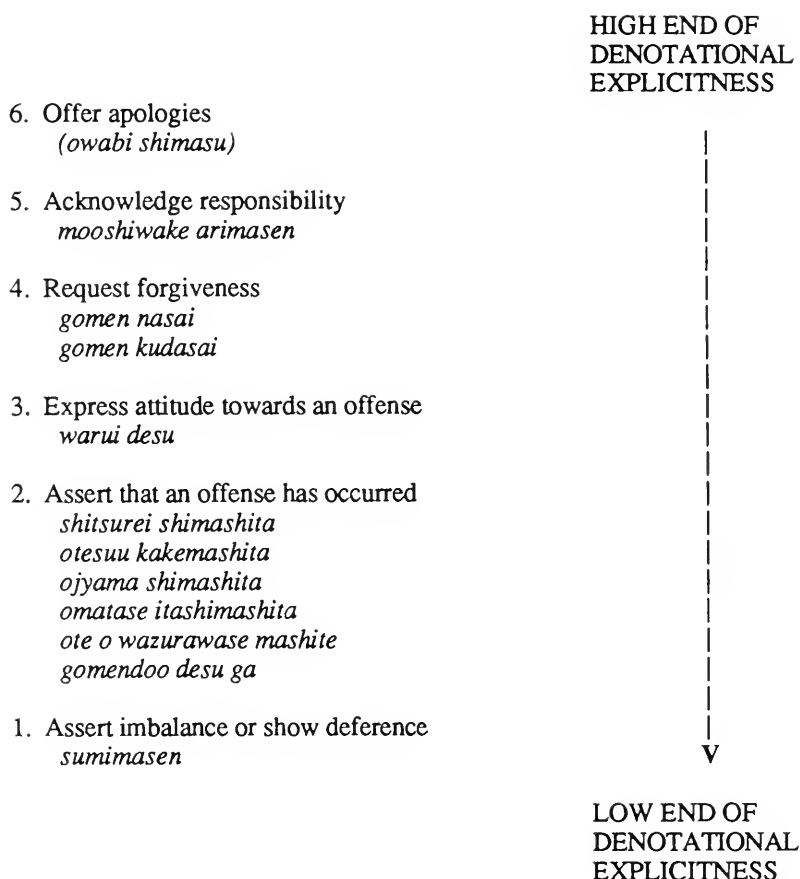 HIGH END OF
DENOTATIONAL
EXPLICITNESS
6. Offer apologies
(owabi shimasu)
5. Acknowledge responsibility
mooshiwake arimasen
4. Request forgiveness
gomen nasai
gomen kudasai
3. Express attitude towards an offense
warui desu
2. Assert that an offense has occurred
shitsurei shimashita
otesuu kakemashita
ojyama shimashita
omatase itashimashita
ote o wazurawase mashite
gomendoo desu ga
1. Assert imbalance or show deference
sumimasen
V
LOW END OF
DENOTATIONAL
EXPLICITNESS